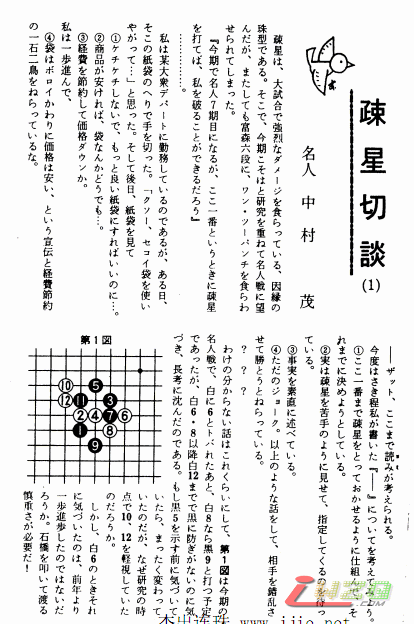 疎星切談
(1)
名人 中村 茂
疎星は、大試合で強烈なダメージを食らっている、因縁の
珠型である。そこで、今期こそはと研究を重ねて名人戦に望
んだが、またしても富森六段に、ワン・ツーパンチを食らわ
せられてしまった。
『今期で名人7期目になるが、ここ一番というときに疎星
を打てば、私を破ることができるだろう』
…………。
私は某大衆デパートに勤務しているのであるが、ある日、
そこの紙袋のへりで手を切った。「クソー、セコイ袋を使い
やがって…」と思った。そして後日、紙袋を見て
①ケチケチしないで、もっと良い紙袋にすればいいのに…。
②商品が安ければ、袋なんかどうでも…。
③経費を節約して価格ダウンか。
私は一歩進んで、
④袋はボロイかわりに価格は安い、という宣伝と経費節約
の一石二鳥をねらっているな。
――ザット、ここまで読みが考えられる。
今度はさき程私が書いた『――』についてを考えてみよう。
①ここ一番まで疎星をとっておかせるように仕組んで、そ
れまでに決めようとしている。
②実は疎星を苦手のように見せて、指定してくるのを待っ
ている。
③事実を素直に述べている。
④ただのジョーク。以上のような話をして、相手を錯乱さ
せて勝とうとねらっている。
? ? ?
わけの分からない話はこれくらいにして、第1図は今期の
名人戦で、白に6とトバれたあと、白8なら黒9と打つ予定
であったが、白6・8以降白12までで黒に防ぎがないのに気
づき、長考に沈んだのである。もし黒5を示す前に気づいて
いたら、まったく変わって
いたのだが、なぜ研究の時
点で10、12を軽視していた
のだろうか。
しかし、白6のときそれ
に気づいたのは、前年より
一歩進歩したのではないだ
ろうか。石橋を叩いて渡る
慎重さが必要だ！
第1図
⑩
⑫
5
11
3
8
2
4
7
6
1
9
杰出连珠 www.ijjo.net